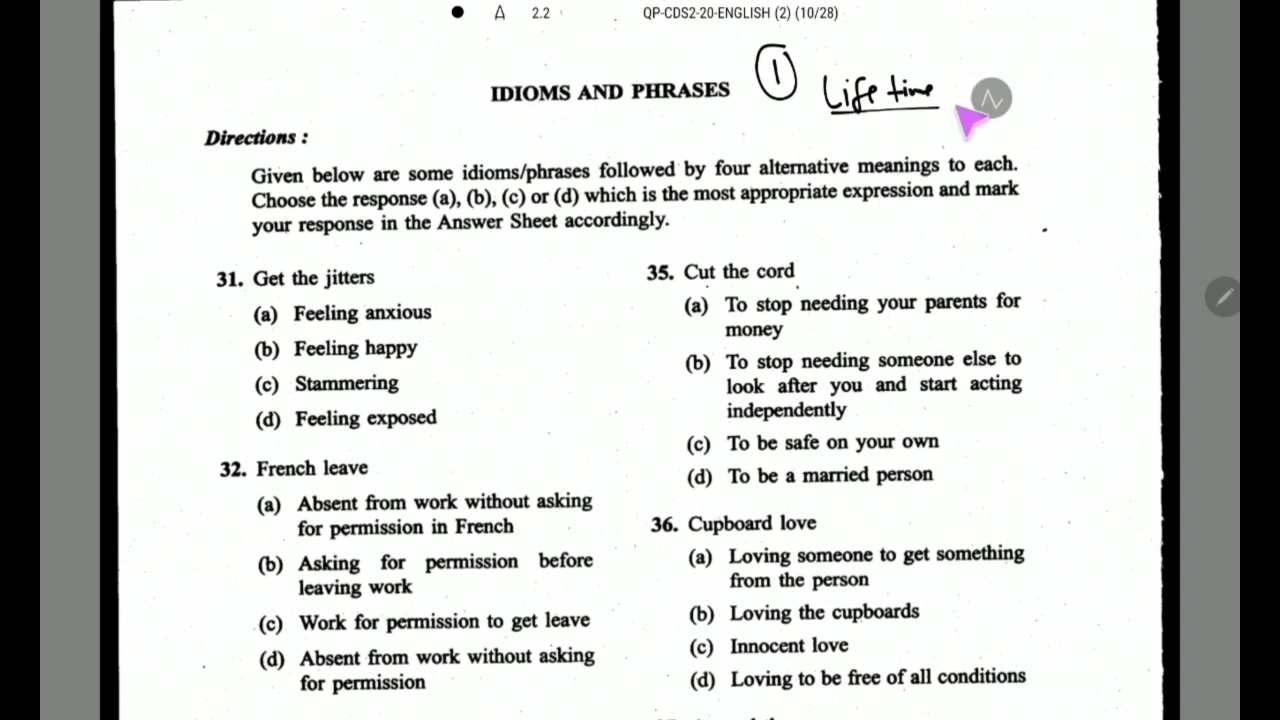 A 2.2 QP-CDS2-20-ENGLISH (2) (10/28)
IDIOMS AND PHRASES
1 Life time
Directions :
Given below are some idioms/phrases followed by four alternative meanings to each.
Choose the response (a), (b), (c) or (d) which is the most appropriate expression and mark
your response in the Answer Sheet accordingly.
31. Get the jitters
(a) Feeling anxious
(b) Feeling happy
(c) Stammering
(d) Feeling exposed
32. French leave
(a) Absent from work without asking
for permission in French
(b) Asking for permission before
leaving work
(c) Work for permission to get leave
(d) Absent from work without asking
for permission
35. Cut the cord
(a) To stop needing your parents for
money
(b) To stop needing someone else to
look after you and start acting
independently
(c) To be safe on your own
(d) To be a married person
36. Cupboard love
(a) Loving someone to get something
from the person
(b) Loving the cupboards
(c) Innocent love
(d) Loving to be free of all conditions